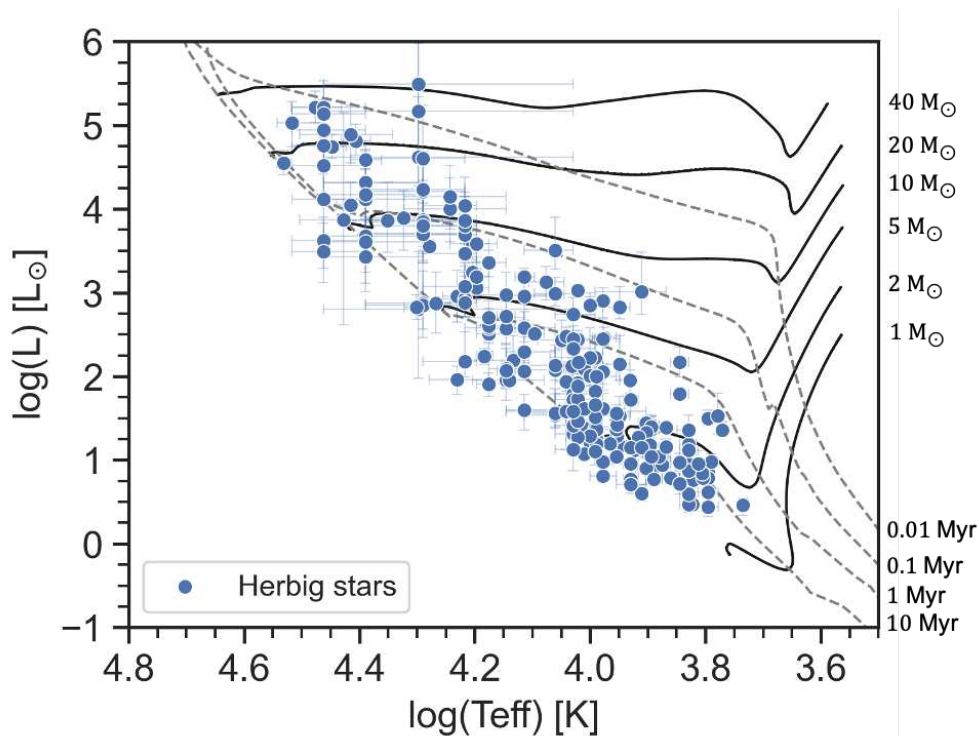 6
5
4
3
2
1
0
−1
log(L) [L⊙]
40 M⊙
20 M⊙
10 M⊙
5 M⊙
2 M⊙
1 M⊙
0.01 Myr
0.1 Myr
1 Myr
10 Myr
Herbig stars
4.8 4.6 4.4 4.2 4.0 3.8 3.6
log(Teff) [K]